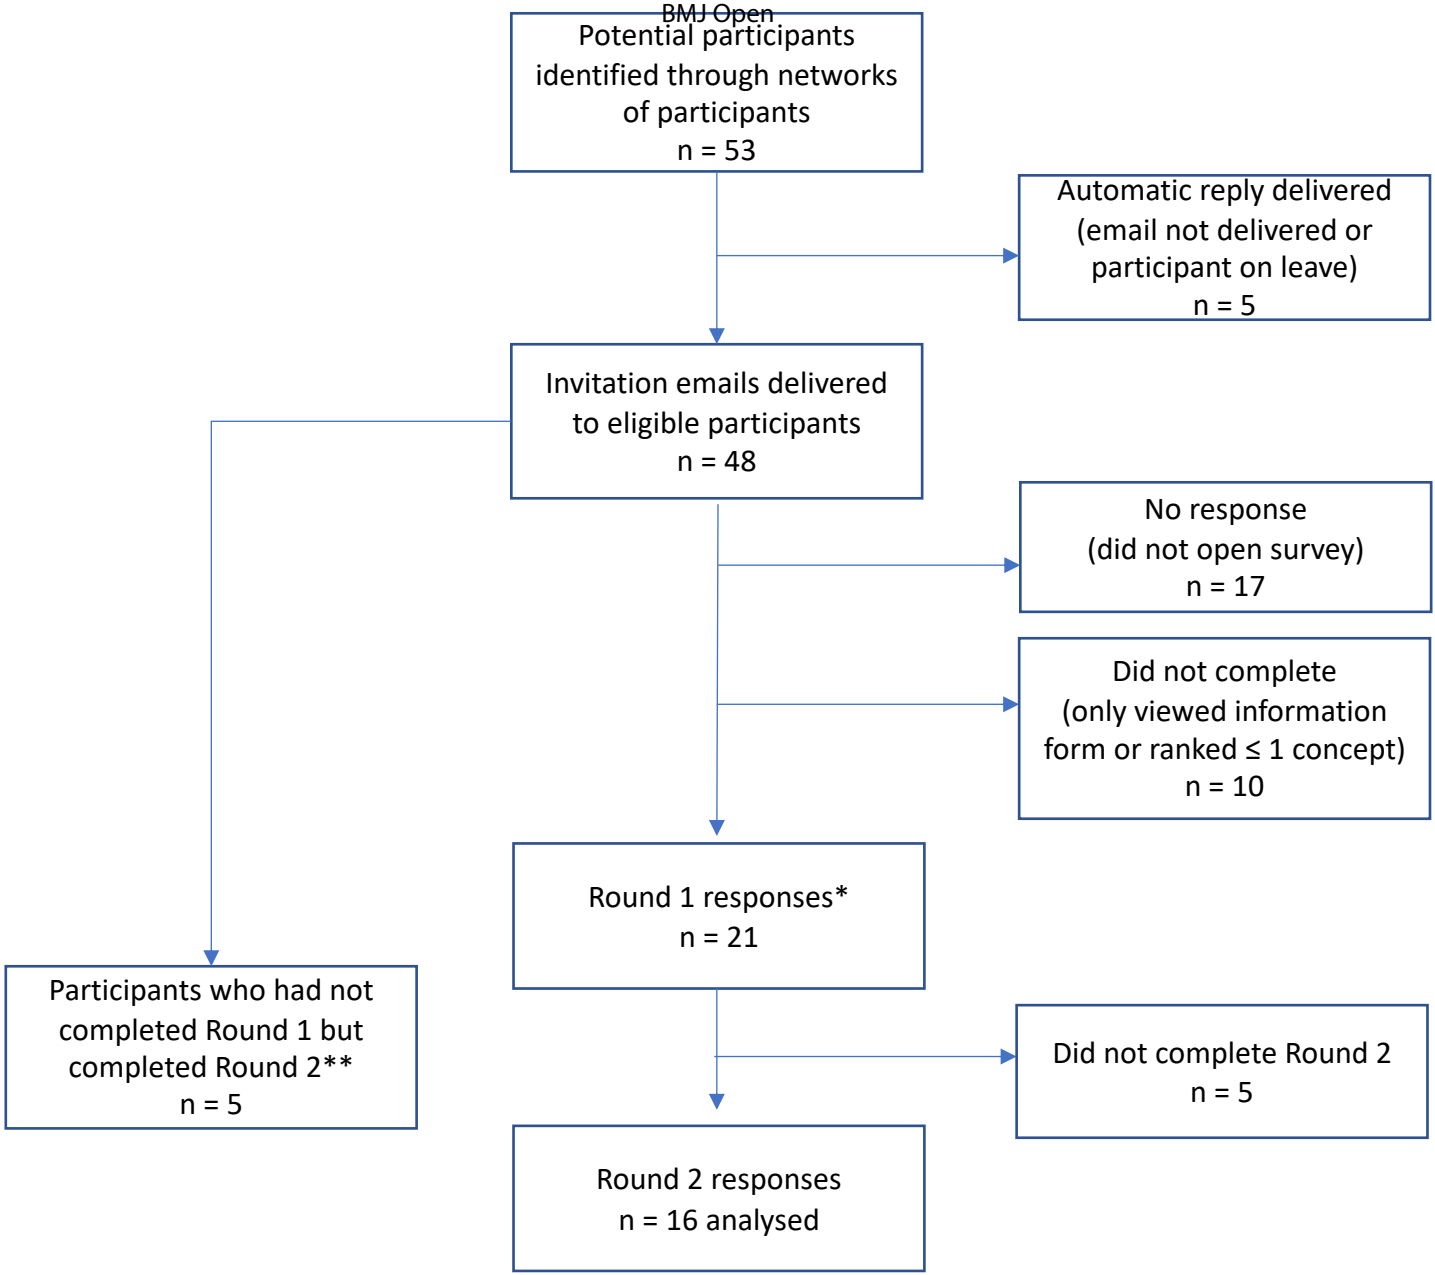 BMJ Open
Potential participants
identified through networks
of participants
n = 53
Automatic reply delivered
(email not delivered or
participant on leave)
n = 5
Invitation emails delivered
to eligible participants
n = 48
No response
(did not open survey)
n = 17
Did not complete
(only viewed information
form or ranked ≤ 1 concept)
n = 10
Round 1 responses*
n = 21
Participants who had not
completed Round 1 but
completed Round 2**
n = 5
Did not complete Round 2
n = 5
Round 2 responses
n = 16 analysed